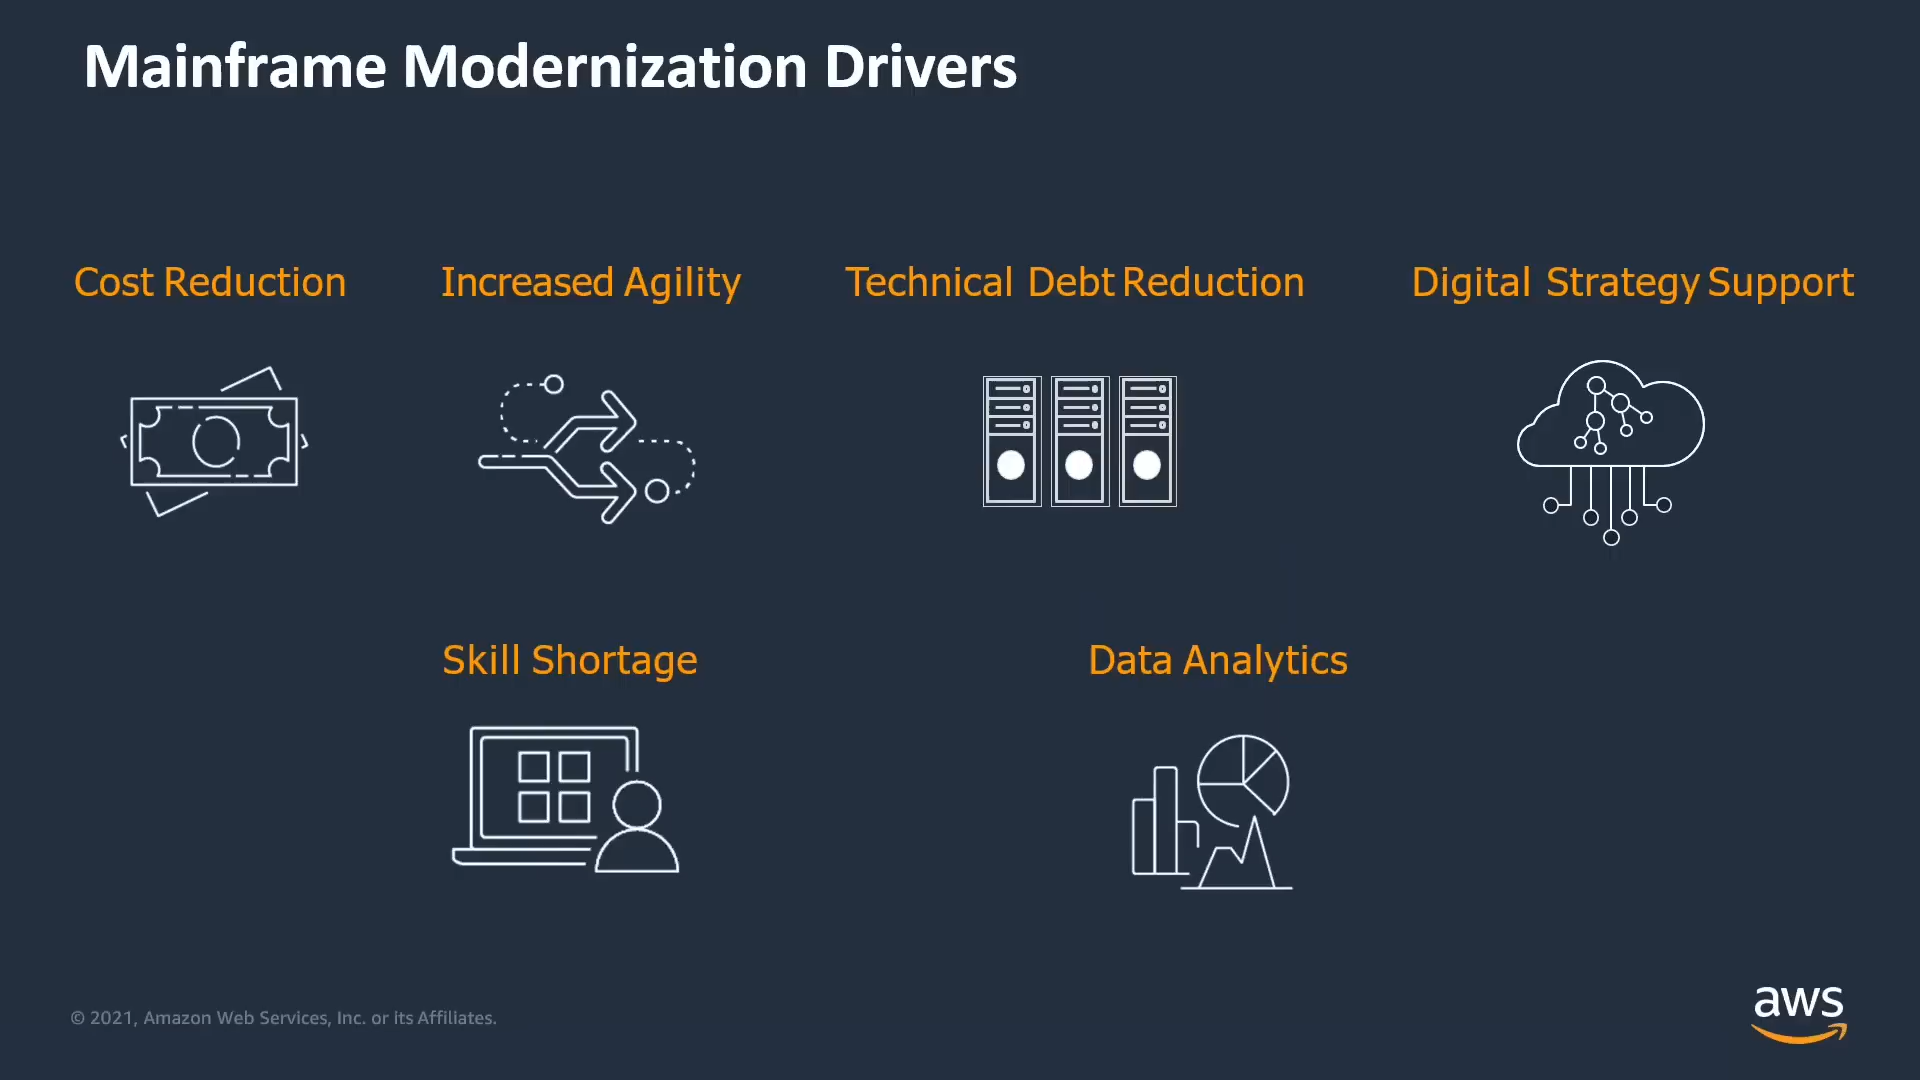 Mainframe Modernization Drivers
Cost Reduction
Increased Agility
Technical Debt Reduction
Digital Strategy Support
Skill Shortage
Data Analytics
© 2021, Amazon Web Services, Inc. or its Affiliates.
aws